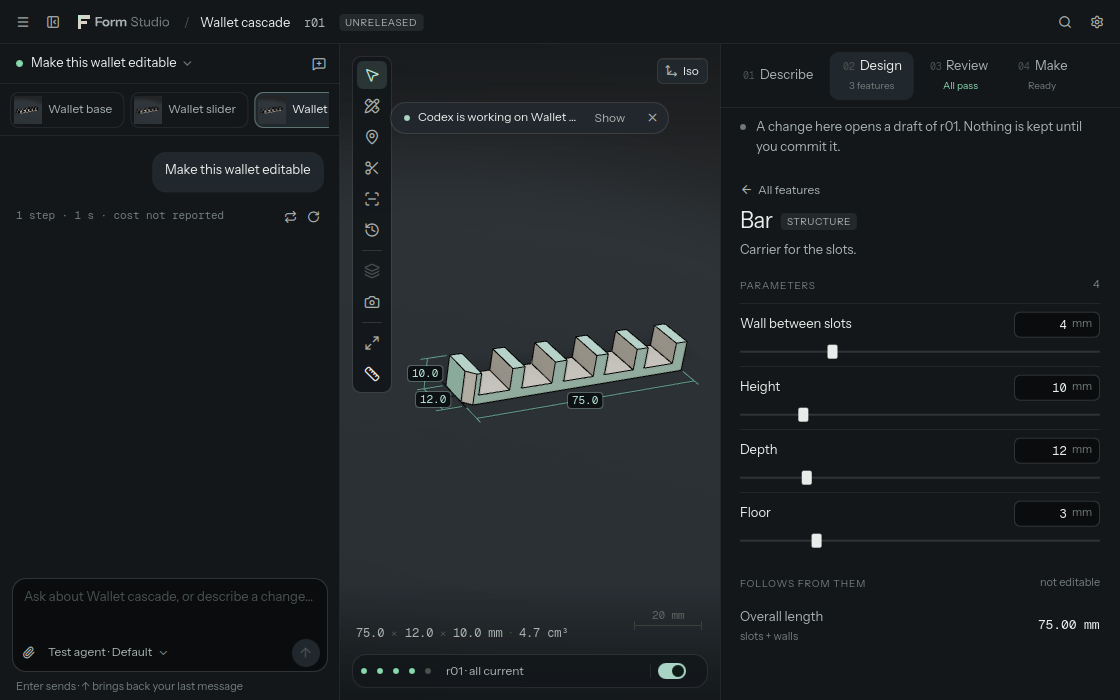 Form Studio / Wallet cascade r01 UNRELEASED
Make this wallet editable
Wallet base
Wallet slider
Wallet
Make this wallet editable
1 step · 1 s · cost not reported
Ask about Wallet cascade, or describe a change...
Test agent · Default
Enter sends · ↑ brings back your last message
Iso
Codex is working on Wallet ... Show
10.0
12.0
75.0
20 mm
75.0 × 12.0 × 10.0 mm · 4.7 cm³
r01 · all current
01 Describe
02 Design
3 features
03 Review
All pass
04 Make
Ready
A change here opens a draft of r01. Nothing is kept until
you commit it.
All features
Bar STRUCTURE
Carrier for the slots.
PARAMETERS 4
Wall between slots 4 mm
Height 10 mm
Depth 12 mm
Floor 3 mm
FOLLOWS FROM THEM not editable
Overall length 75.00 mm
slots + walls